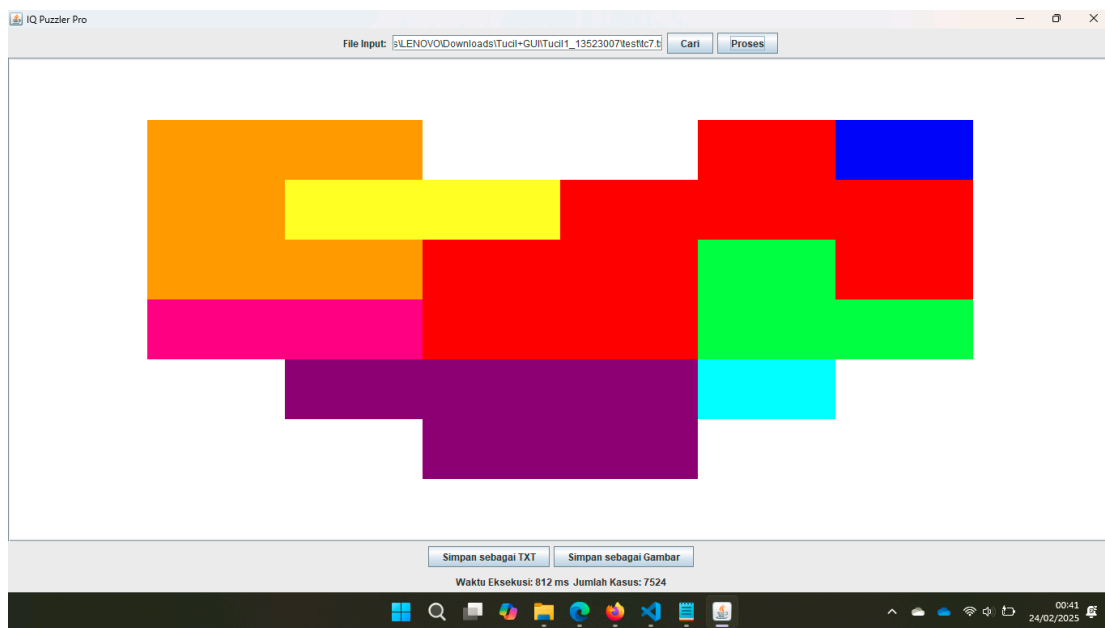 IQ Puzzler Pro
File Input: s\LENOVO\Downloads\Tucil+GUI\Tucil1_13523007\test\tc7.t Cari Proses
Simpan sebagai TXT Simpan sebagai Gambar
Waktu Eksekusi: 812 ms Jumlah Kasus: 7524
00:41
24/02/2025